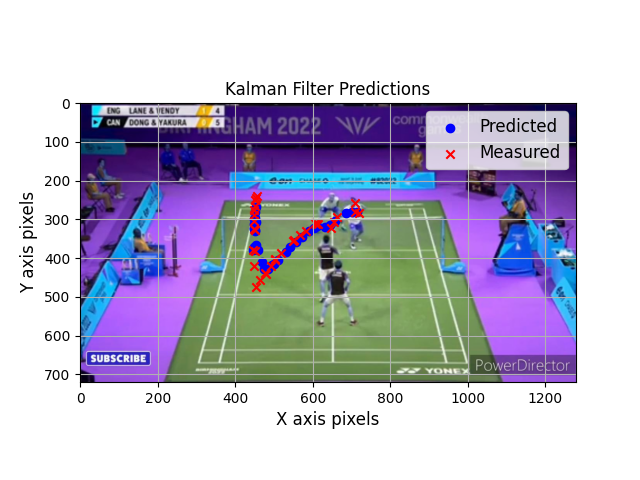 Kalman Filter Predictions
ENG LANE & VENDY 4
CAN DONG & YAKURA 5
BIRMINGHAM 2022
Predicted
Measured
0
100
200
300
400
500
600
700
Y axis pixels
SUBSCRIBE
YONEX
PowerDirector
0 200 400 600 800 1000 1200
X axis pixels